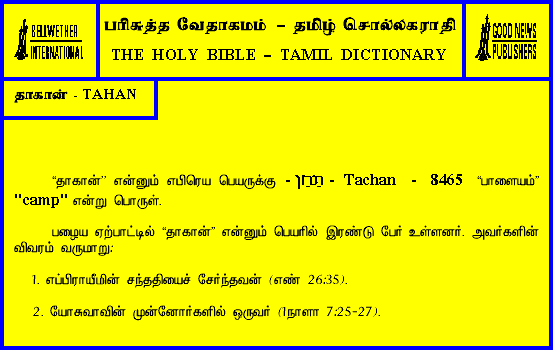 BELLWETHER
INTERNATIONAL
பரிசுத்த வேதாகமம் – தமிழ் சொல்லகராதி
THE HOLY BIBLE – TAMIL DICTIONARY
GOOD NEWS
PUBLISHERS
தாகான் - TAHAN
“தாகான்” என்னும் எபிரெய பெயருக்கு - תחן - Tachan - 8465 “பாளையம்”
"camp" என்று பொருள்.
பழைய ஏற்பாட்டில் “தாகான்” என்னும் பெயரில் இரண்டு பேர் உள்ளனர். அவர்களின்
விவரம் வருமாறு:
1. எப்பிராயீமின் சந்ததியைச் சேர்ந்தவன் (எண் 26:35).
2. யோசுவாவின் முன்னோர்களில் ஒருவர் (1நாளா 7:25-27).